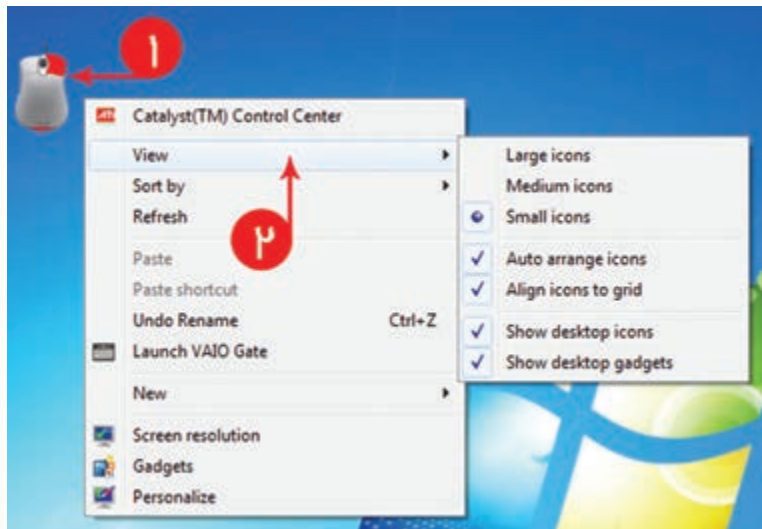 ۱
ATI Catalyst(TM) Control Center
View
Sort by
Refresh
۲
Paste
Paste shortcut
Undo Rename Ctrl+Z
Launch VAIO Gate
New
Screen resolution
Gadgets
Personalize
Large icons
Medium icons
Small icons
Auto arrange icons
Align icons to grid
Show desktop icons
Show desktop gadgets